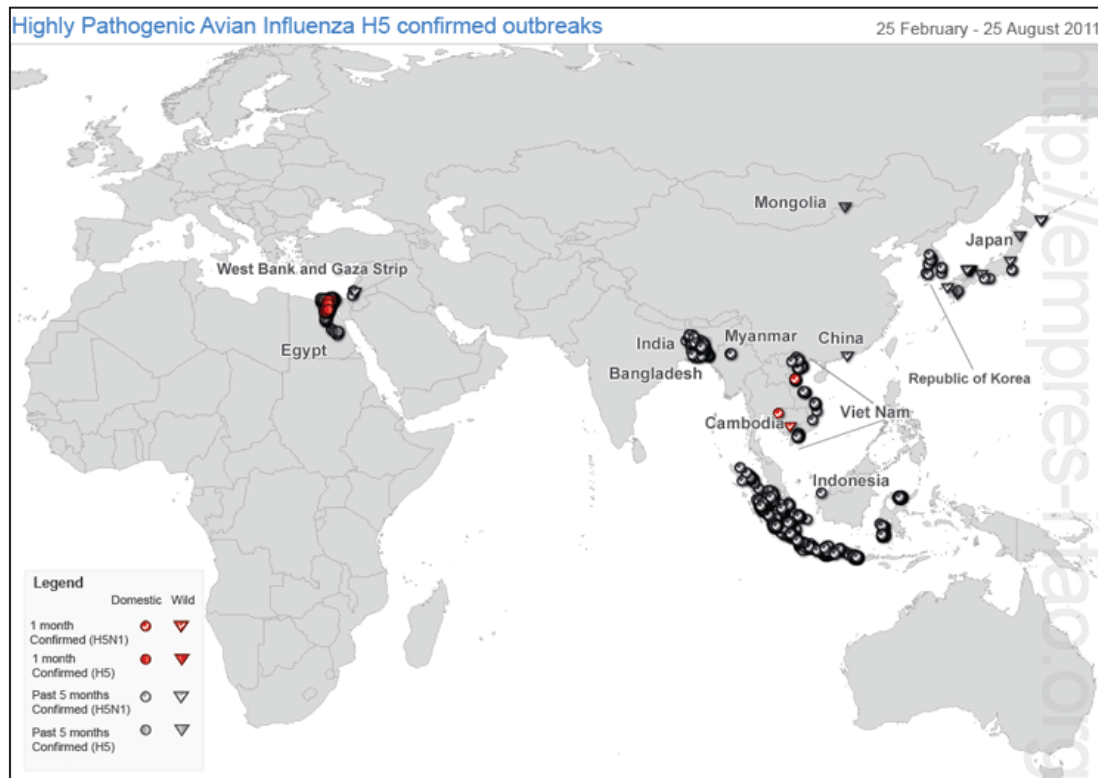 Highly Pathogenic Avian Influenza H5 confirmed outbreaks
25 February - 25 August 2011
Mongolia
Japan
West Bank and Gaza Strip
Egypt
India
Myanmar
China
Bangladesh
Republic of Korea
Viet Nam
Cambodia
Indonesia
Legend
Domestic Wild
1 month
Confirmed (H5N1)
1 month
Confirmed (H5)
Past 5 months
Confirmed (H5N1)
Past 5 months
Confirmed (H5)
http://empres-i.fao.org